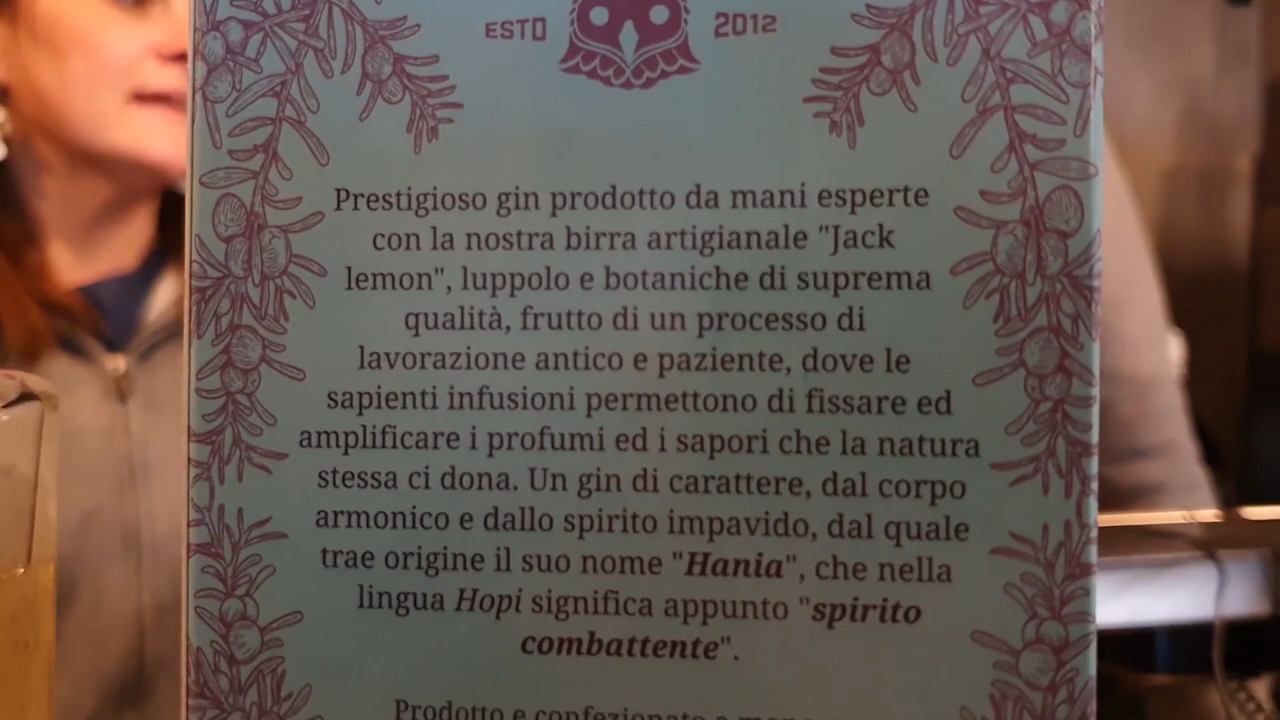 ESTD 2012
Prestigioso gin prodotto da mani esperte
con la nostra birra artigianale "Jack
lemon", luppolo e botaniche di suprema
qualità, frutto di un processo di
lavorazione antico e paziente, dove le
sapienti infusioni permettono di fissare ed
amplificare i profumi ed i sapori che la natura
stessa ci dona. Un gin di carattere, dal corpo
armonico e dallo spirito impavido, dal quale
trae origine il suo nome "Hania", che nella
lingua Hopi significa appunto "spirito
combattente".
Prodotto e confezionato a mano